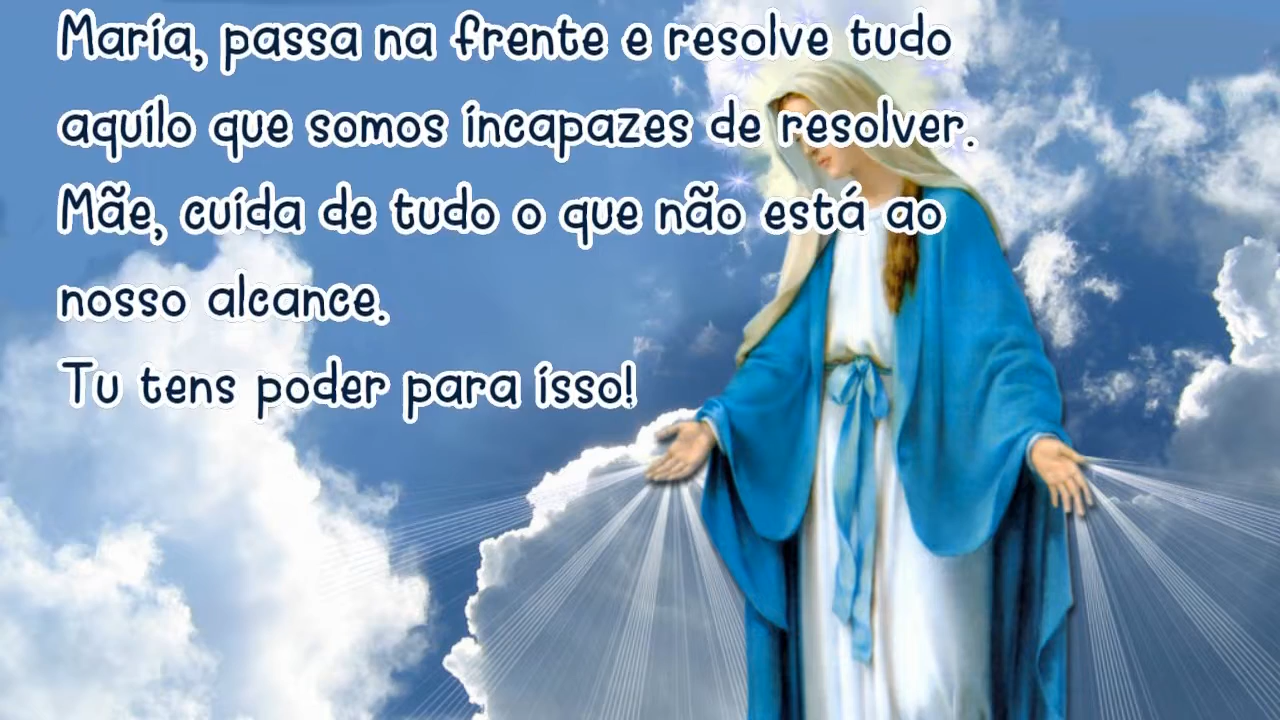 Maria, passa na frente e resolve tudo
aquilo que somos incapazes de resolver.
Mãe, cuida de tudo o que não está ao
nosso alcance.
Tu tens poder para isso!